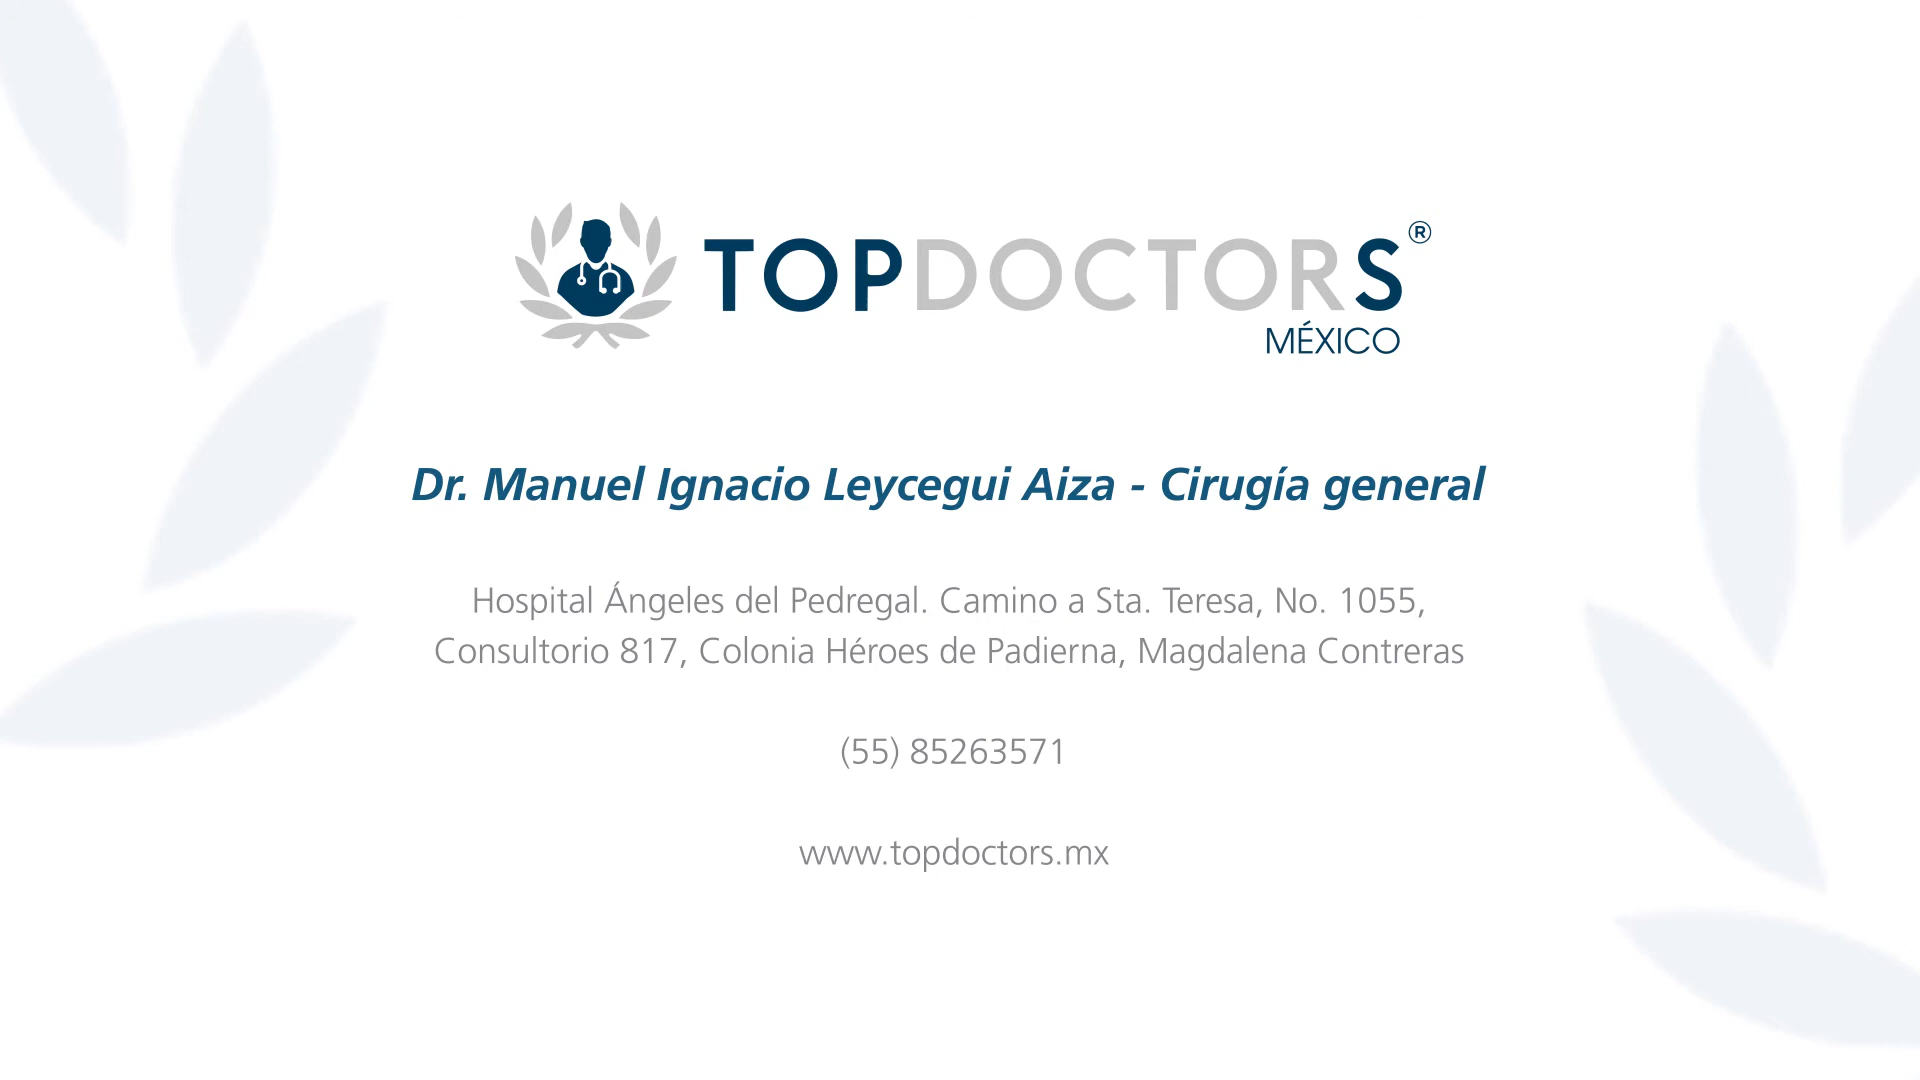 TOPDOCTORS®
MÉXICO
Dr. Manuel Ignacio Leycegui Aiza - Cirugía general
Hospital Ángeles del Pedregal. Camino a Sta. Teresa, No. 1055,
Consultorio 817, Colonia Héroes de Padierna, Magdalena Contreras
(55) 85263571
www.topdoctors.mx